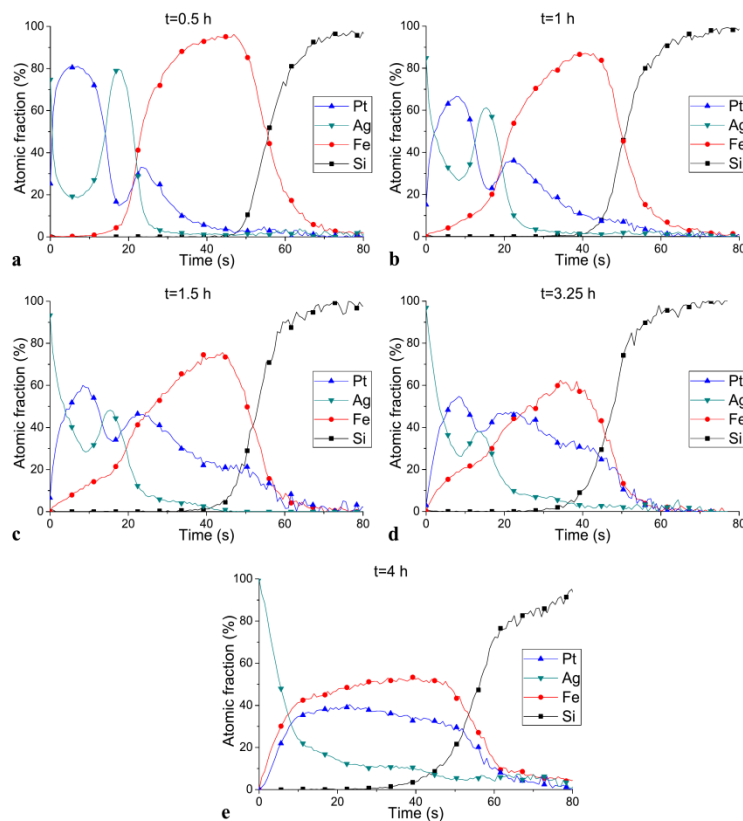 t=0.5 h
Atomic fraction (%)
100
80
60
40
20
0
Pt
Ag
Fe
Si
0 20 40 60 80
Time (s)
a
t=1 h
Atomic fraction (%)
100
80
60
40
20
0
Pt
Ag
Fe
Si
0 20 40 60 80
Time (s)
b
t=1.5 h
Atomic fraction (%)
100
80
60
40
20
0
Pt
Ag
Fe
Si
0 20 40 60 80
Time (s)
c
t=3.25 h
Atomic fraction (%)
100
80
60
40
20
0
Pt
Ag
Fe
Si
0 20 40 60 80
Time (s)
d
t=4 h
Atomic fraction (%)
100
80
60
40
20
0
Pt
Ag
Fe
Si
0 20 40 60 80
Time (s)
e